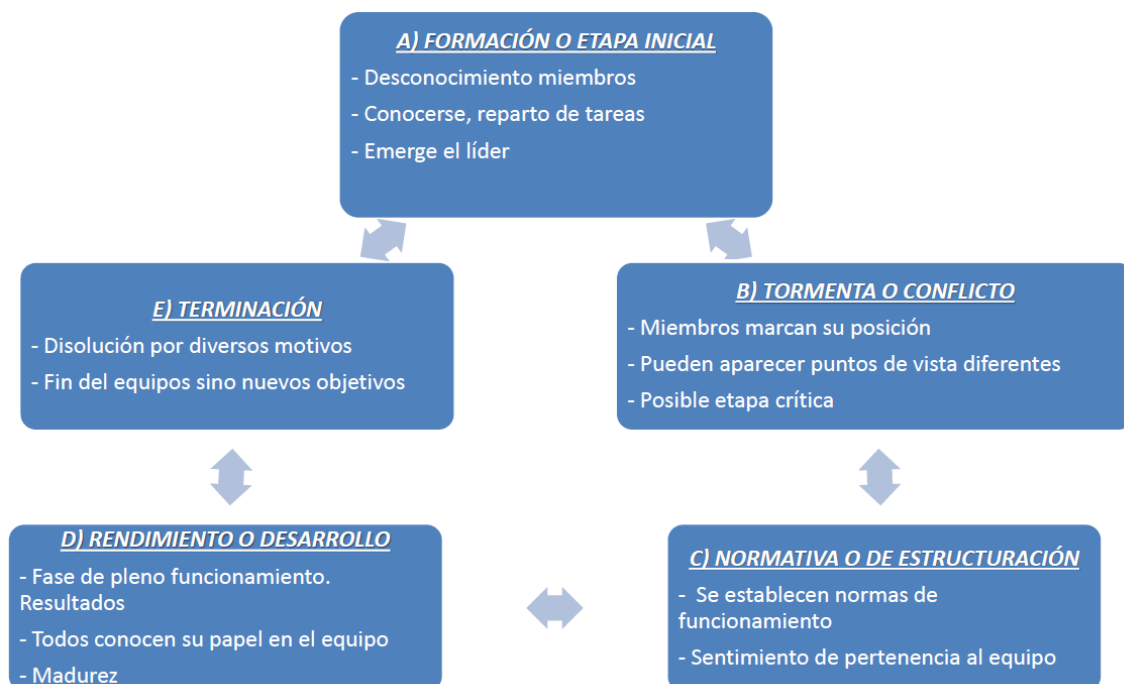 A) FORMACIÓN O ETAPA INICIAL
- Desconocimiento miembros
- Conocerse, reparto de tareas
- Emerge el líder
B) TORMENTA O CONFLICTO
- Miembros marcan su posición
- Pueden aparecer puntos de vista diferentes
- Posible etapa crítica
C) NORMATIVA O DE ESTRUCTURACIÓN
- Se establecen normas de
funcionamiento
- Sentimiento de pertenencia al equipo
D) RENDIMIENTO O DESARROLLO
- Fase de pleno funcionamiento.
Resultados
- Todos conocen su papel en el equipo
- Madurez
E) TERMINACIÓN
- Disolución por diversos motivos
- Fin del equipos sino nuevos objetivos